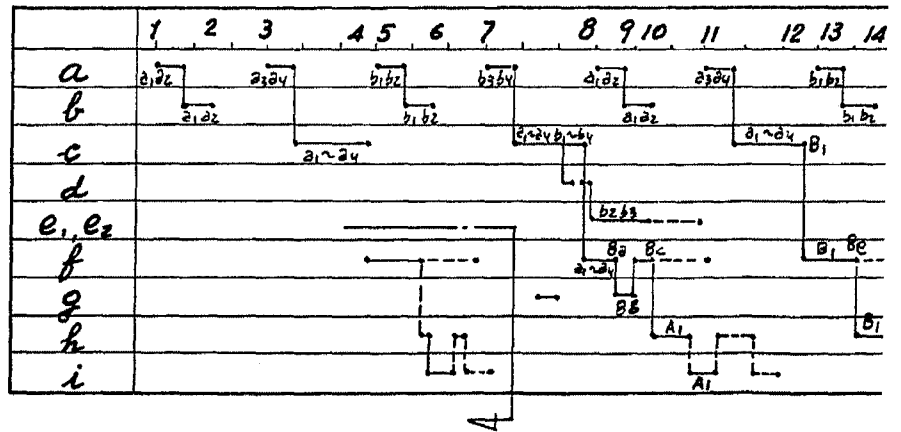 1 2 3 4 5 6 7 8 9 10 11 12 13 14
a a₁a₂ a₃a₄ b₁b₂ b₃b₄ a₁a₂ a₃a₄ b₁b₂
b a₁a₂ b₁b₂ a₁a₂ b₁b₂
c a₁~a₄ a₁~a₄ b₁~b₄ a₁~a₄ B₁
d
e₁, e₂ b₂b₃
f a₁~a₄ Ba Bc B₁ Be
g Bb
h A₁ B₁
i A₁